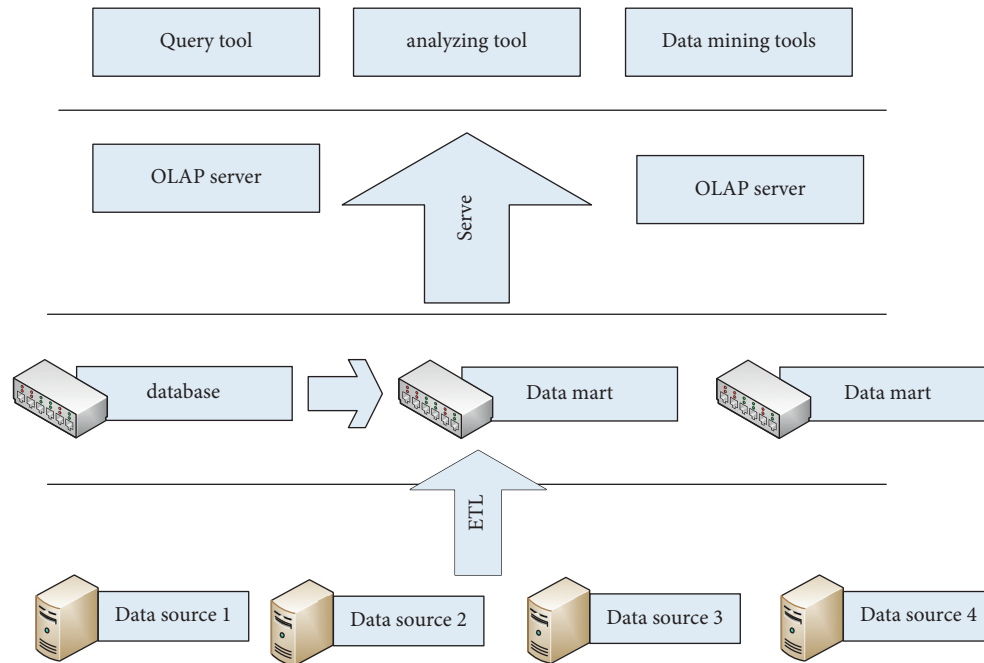 Query tool
analyzing tool
Data mining tools
OLAP server
OLAP server
Serve
database
Data mart
Data mart
ETL
Data source 1
Data source 2
Data source 3
Data source 4